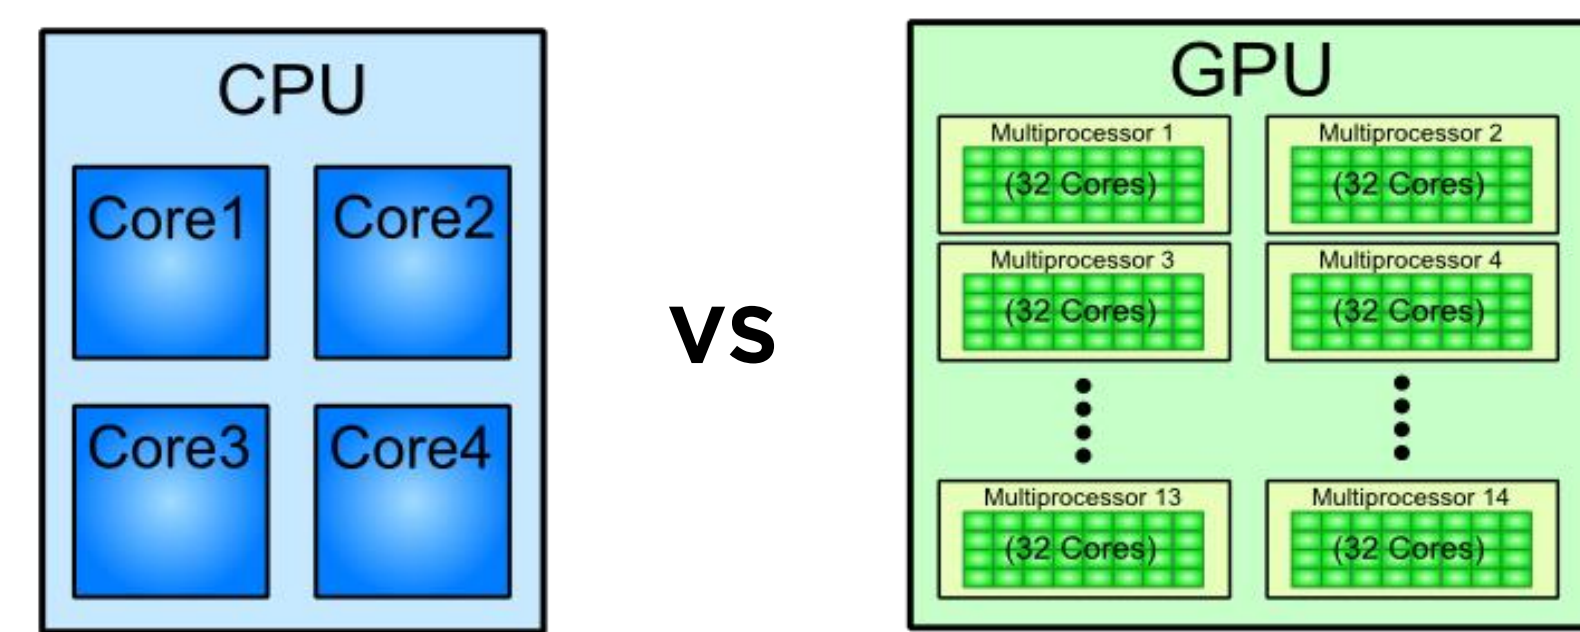 CPU
Core1
Core2
Core3
Core4
VS
GPU
Multiprocessor 1
(32 Cores)
Multiprocessor 2
(32 Cores)
Multiprocessor 3
(32 Cores)
Multiprocessor 4
(32 Cores)
Multiprocessor 13
(32 Cores)
Multiprocessor 14
(32 Cores)